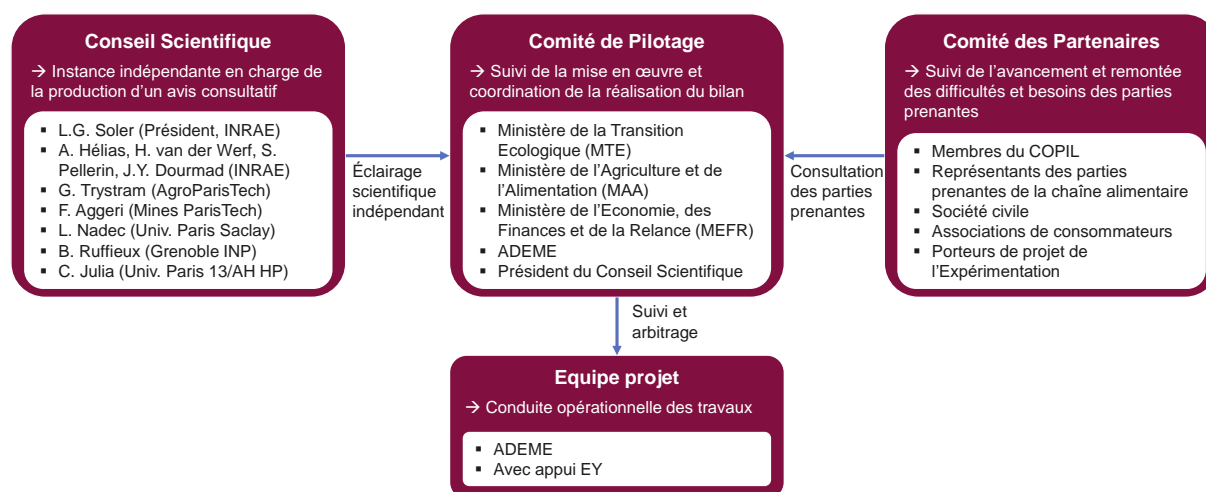 Conseil Scientifique
→ Instance indépendante en charge de
la production d'un avis consultatif
▪ L.G. Soler (Président, INRAE)
▪ A. Hélias, H. van der Werf, S.
Pellerin, J.Y. Dourmad (INRAE)
▪ G. Trystram (AgroParisTech)
▪ F. Aggeri (Mines ParisTech)
▪ L. Nadec (Univ. Paris Saclay)
▪ B. Ruffieux (Grenoble INP)
▪ C. Julia (Univ. Paris 13/AH HP)
Éclairage
scientifique
indépendant
Comité de Pilotage
→ Suivi de la mise en œuvre et
coordination de la réalisation du bilan
▪ Ministère de la Transition
Ecologique (MTE)
▪ Ministère de l'Agriculture et de
l'Alimentation (MAA)
▪ Ministère de l'Economie, des
Finances et de la Relance (MEFR)
▪ ADEME
▪ Président du Conseil Scientifique
Consultation
des parties
prenantes
Comité des Partenaires
→ Suivi de l'avancement et remontée
des difficultés et besoins des parties
prenantes
▪ Membres du COPIL
▪ Représentants des parties
prenantes de la chaîne alimentaire
▪ Société civile
▪ Associations de consommateurs
▪ Porteurs de projet de
l'Expérimentation
Suivi et
arbitrage
Equipe projet
→ Conduite opérationnelle des travaux
▪ ADEME
▪ Avec appui EY